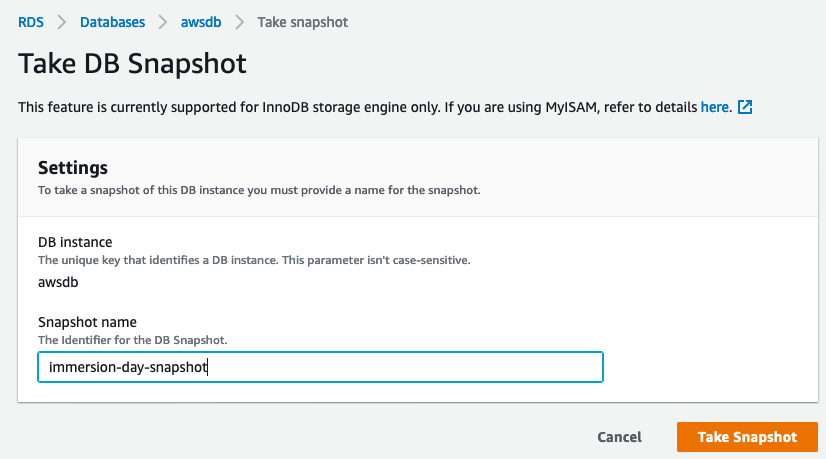 RDS > Databases > awsdb > Take snapshot
Take DB Snapshot
This feature is currently supported for InnoDB storage engine only. If you are using MyISAM, refer to details here.
Settings
To take a snapshot of this DB instance you must provide a name for the snapshot.
DB instance
The unique key that identifies a DB instance. This parameter isn't case-sensitive.
awsdb
Snapshot name
The Identifier for the DB Snapshot.
immersion-day-snapshot
Cancel Take Snapshot